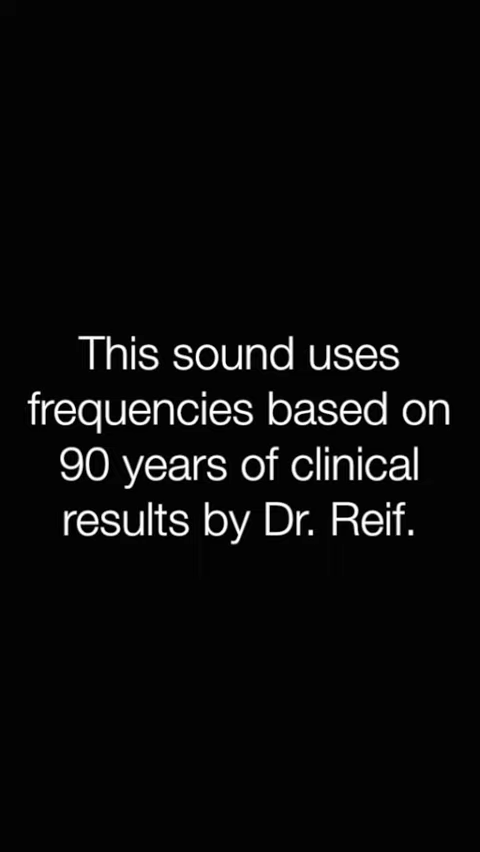 This sound uses
frequencies based on
90 years of clinical
results by Dr. Reif.